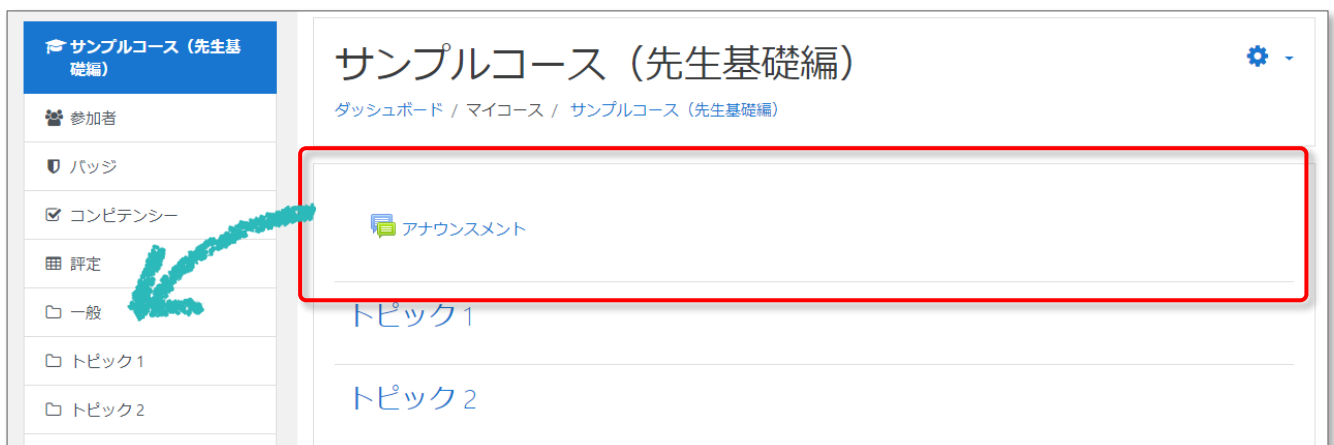 サンプルコース（先生基
礎編）
参加者
バッジ
コンピテンシー
評定
一般
トピック 1
トピック 2
サンプルコース（先生基礎編）
ダッシュボード / マイコース / サンプルコース（先生基礎編）
アナウンスメント
トピック 1
トピック 2